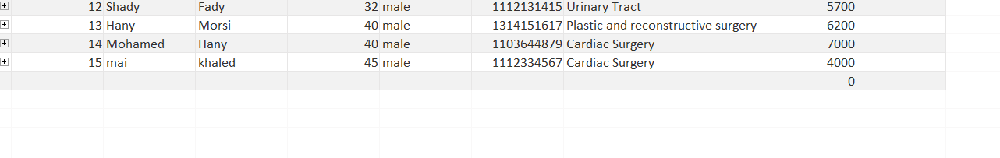 12 Shady Fady 32 male 1112131415 Urinary Tract 5700
13 Hany Morsi 40 male 1314151617 Plastic and reconstructive surgery 6200
14 Mohamed Hany 40 male 1103644879 Cardiac Surgery 7000
15 mai khaled 45 male 1112334567 Cardiac Surgery 4000
0